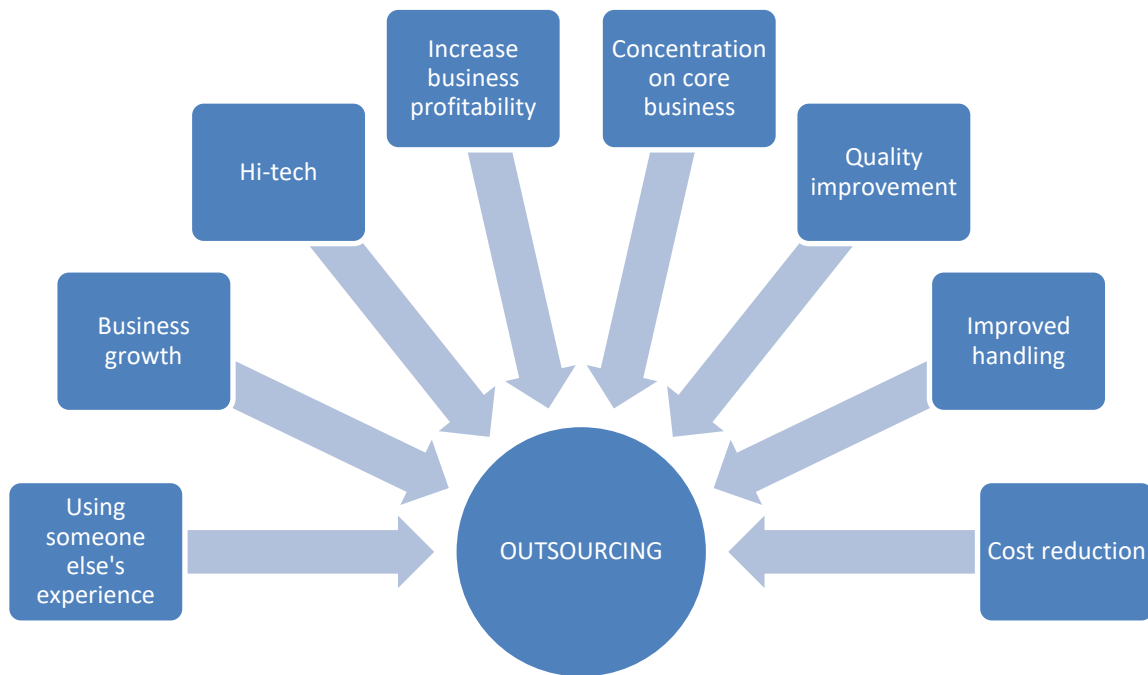 Increase
business
profitability
Concentration
on core
business
Hi-tech
Quality
improvement
Business
growth
Improved
handling
Using
someone
else's
experience
OUTSOURCING
Cost reduction